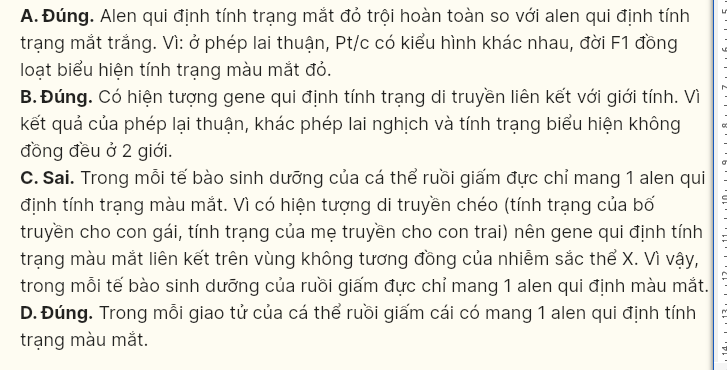 A. Đúng. Alen qui định tính trạng mắt đỏ trội hoàn toàn so với alen qui định tính
trạng mắt trắng. Vì: ở phép lai thuận, Pt/c có kiểu hình khác nhau, đời F1 đồng
loạt biểu hiện tính trạng màu mắt đỏ.
B. Đúng. Có hiện tượng gene qui định tính trạng di truyền liên kết với giới tính. Vì
kết quả của phép lại thuận, khác phép lai nghịch và tính trạng biểu hiện không
đồng đều ở 2 giới.
C. Sai. Trong mỗi tế bào sinh dưỡng của cá thể ruồi giấm đực chỉ mang 1 alen qui
định tính trạng màu mắt. Vì có hiện tượng di truyền chéo (tính trạng của bố
truyền cho con gái, tính trạng của mẹ truyền cho con trai) nên gene qui định tính
trạng màu mắt liên kết trên vùng không tương đồng của nhiễm sắc thể X. Vì vậy,
trong mỗi tế bào sinh dưỡng của ruồi giấm đực chỉ mang 1 alen qui định màu mắt.
D. Đúng. Trong mỗi giao tử của cá thể ruồi giấm cái có mang 1 alen qui định tính
trạng màu mắt.